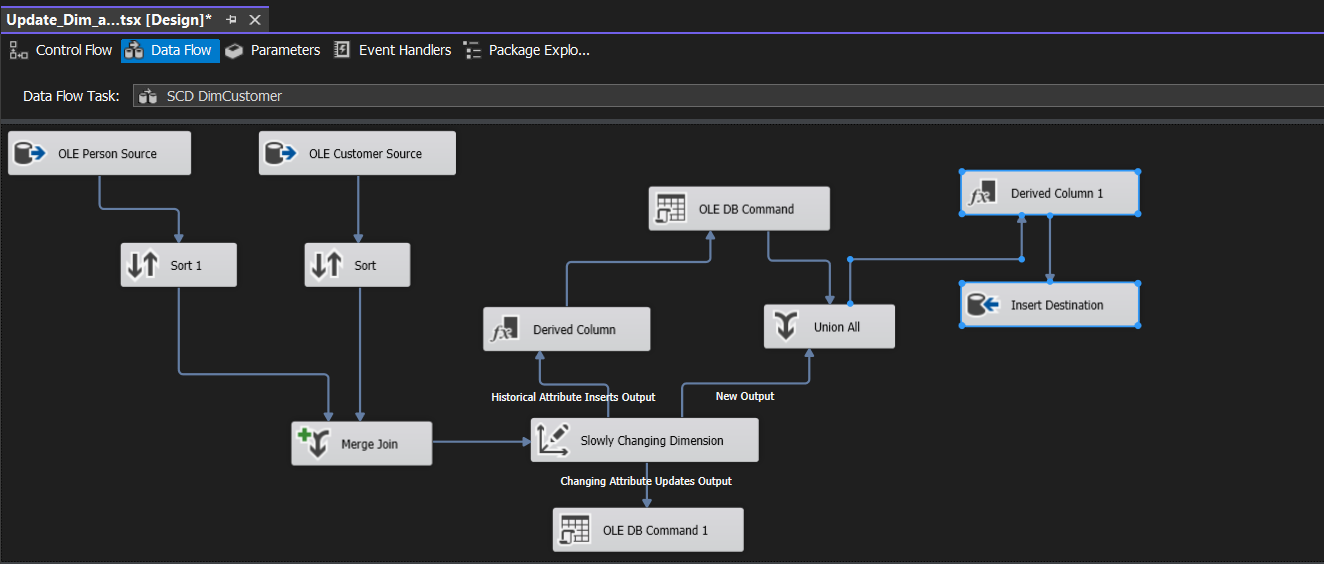 Update_Dim_a...tsx [Design]*
Control Flow
Data Flow
Parameters
Event Handlers
Package Explo...
Data Flow Task:
SCD DimCustomer
OLE Person Source
OLE Customer Source
Derived Column 1
OLE DB Command
Sort 1
Sort
Insert Destination
Derived Column
Union All
Historical Attribute Inserts Output
New Output
Merge Join
Slowly Changing Dimension
Changing Attribute Updates Output
OLE DB Command 1